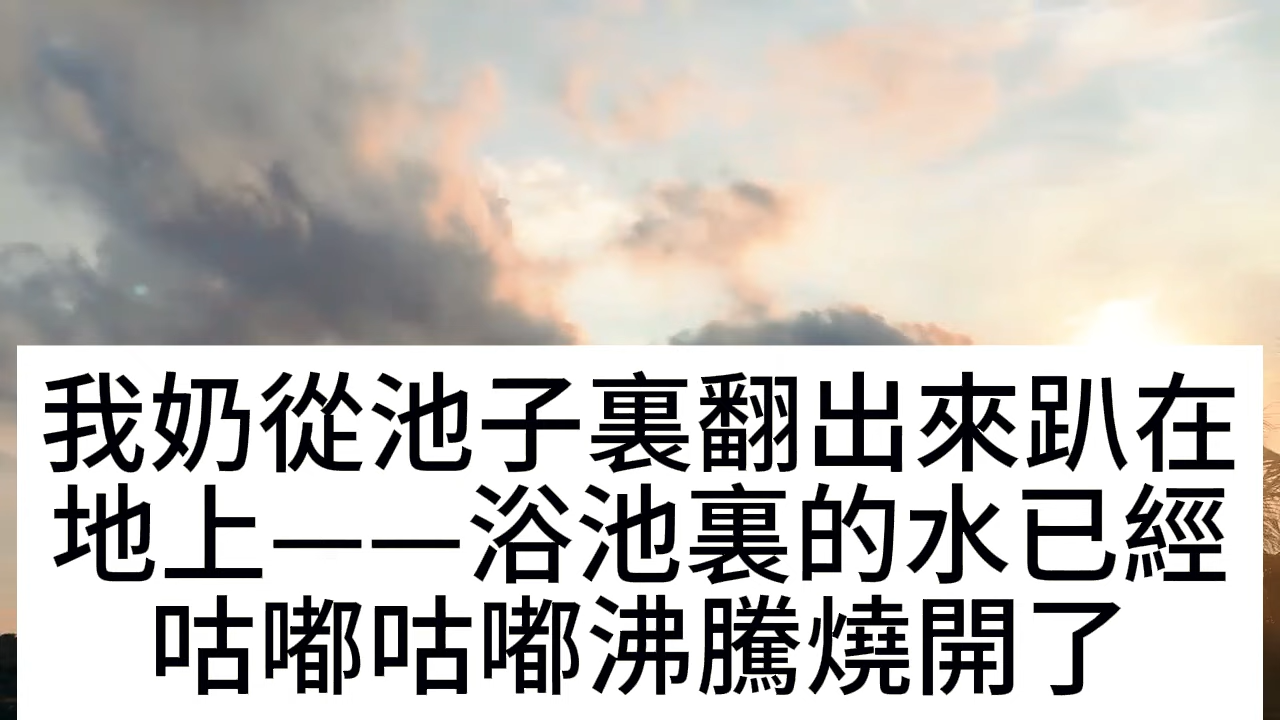 我奶從池子裏翻出來趴在
地上——浴池裏的水已經
咕嘟咕嘟沸騰燒開了